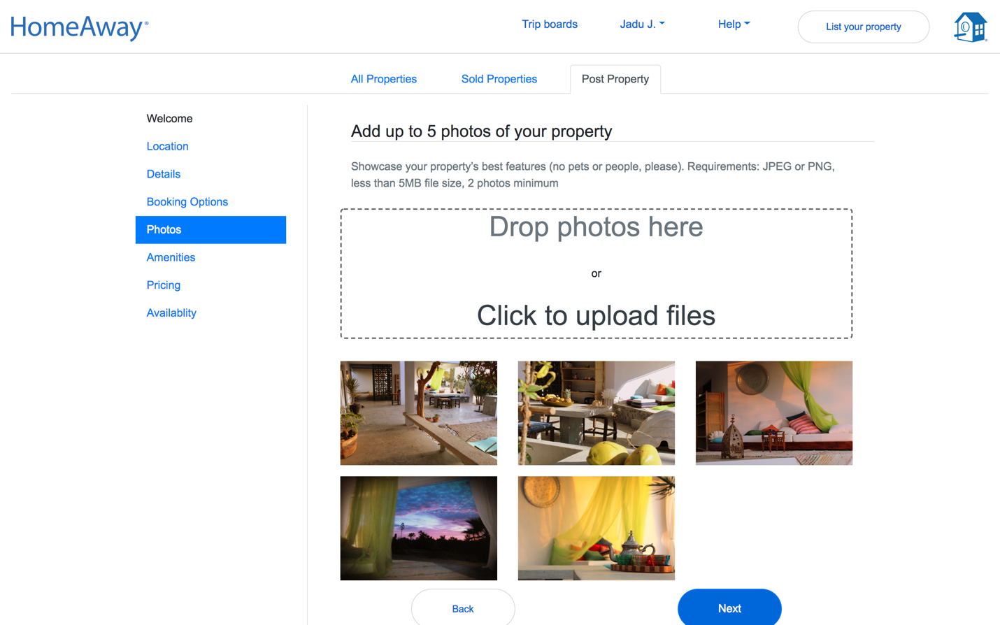 HomeAway®
Trip boards
Jadu J.
Help
List your property
All Properties
Sold Properties
Post Property
Welcome
Location
Details
Booking Options
Photos
Amenities
Pricing
Availablity
Add up to 5 photos of your property
Showcase your property’s best features (no pets or people, please). Requirements: JPEG or PNG,
less than 5MB file size, 2 photos minimum
Drop photos here
or
Click to upload files
Back
Next